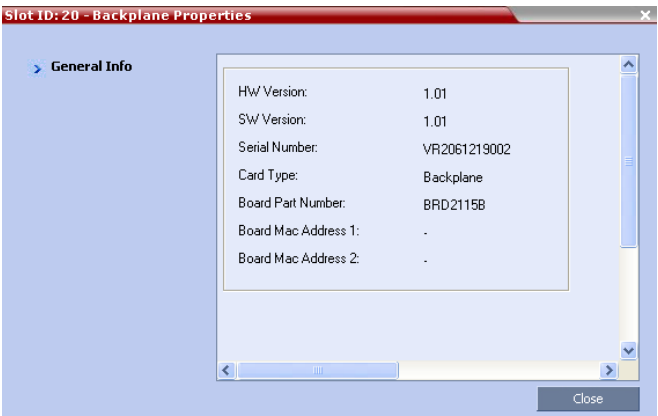 Slot ID: 20 - Backplane Properties
General Info
HW Version: 1.01
SW Version: 1.01
Serial Number: VR2061219002
Card Type: Backplane
Board Part Number: BRD2115B
Board Mac Address 1: -
Board Mac Address 2: -
Close